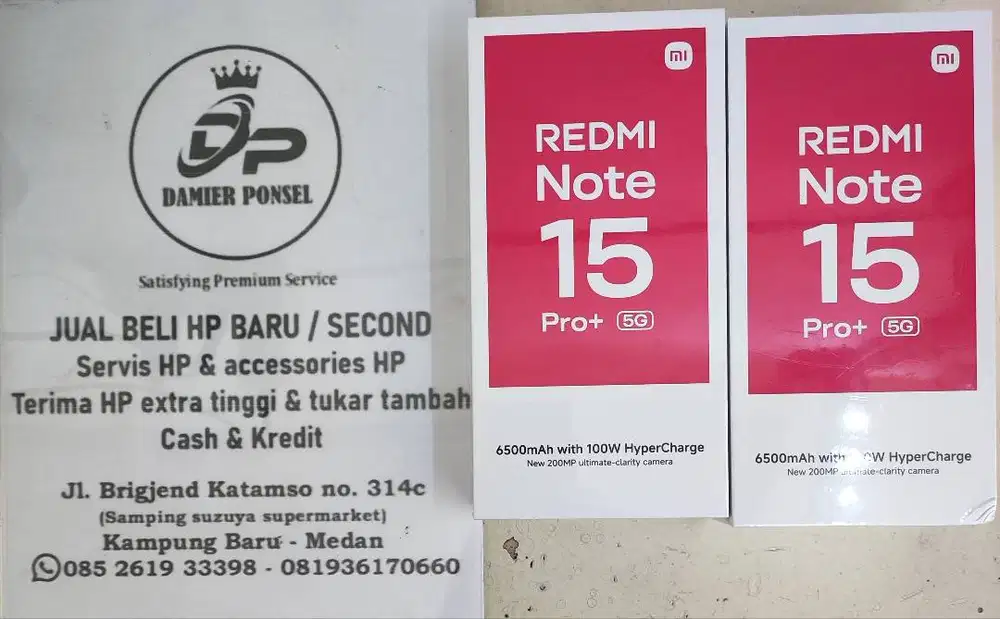 DP
DAMIER PONSEL
Satisfying Premium Service
JUAL BELI HP BARU / SECOND
Servis HP & accessories HP
Terima HP extra tinggi & tukar tambah
Cash & Kredit
Jl. Brigjend Katamso no. 314c
(Samping suzuya supermarket)
Kampung Baru - Medan
085 2619 33398 - 081936170660
mi
REDMI
Note
15
Pro+ 5G
6500mAh with 100W HyperCharge
New 200MP ultimate-clarity camera
mi
REDMI
Note
15
Pro+ 5G
6500mAh with 0W HyperCharge
New 200MP ultimate-clarity camera